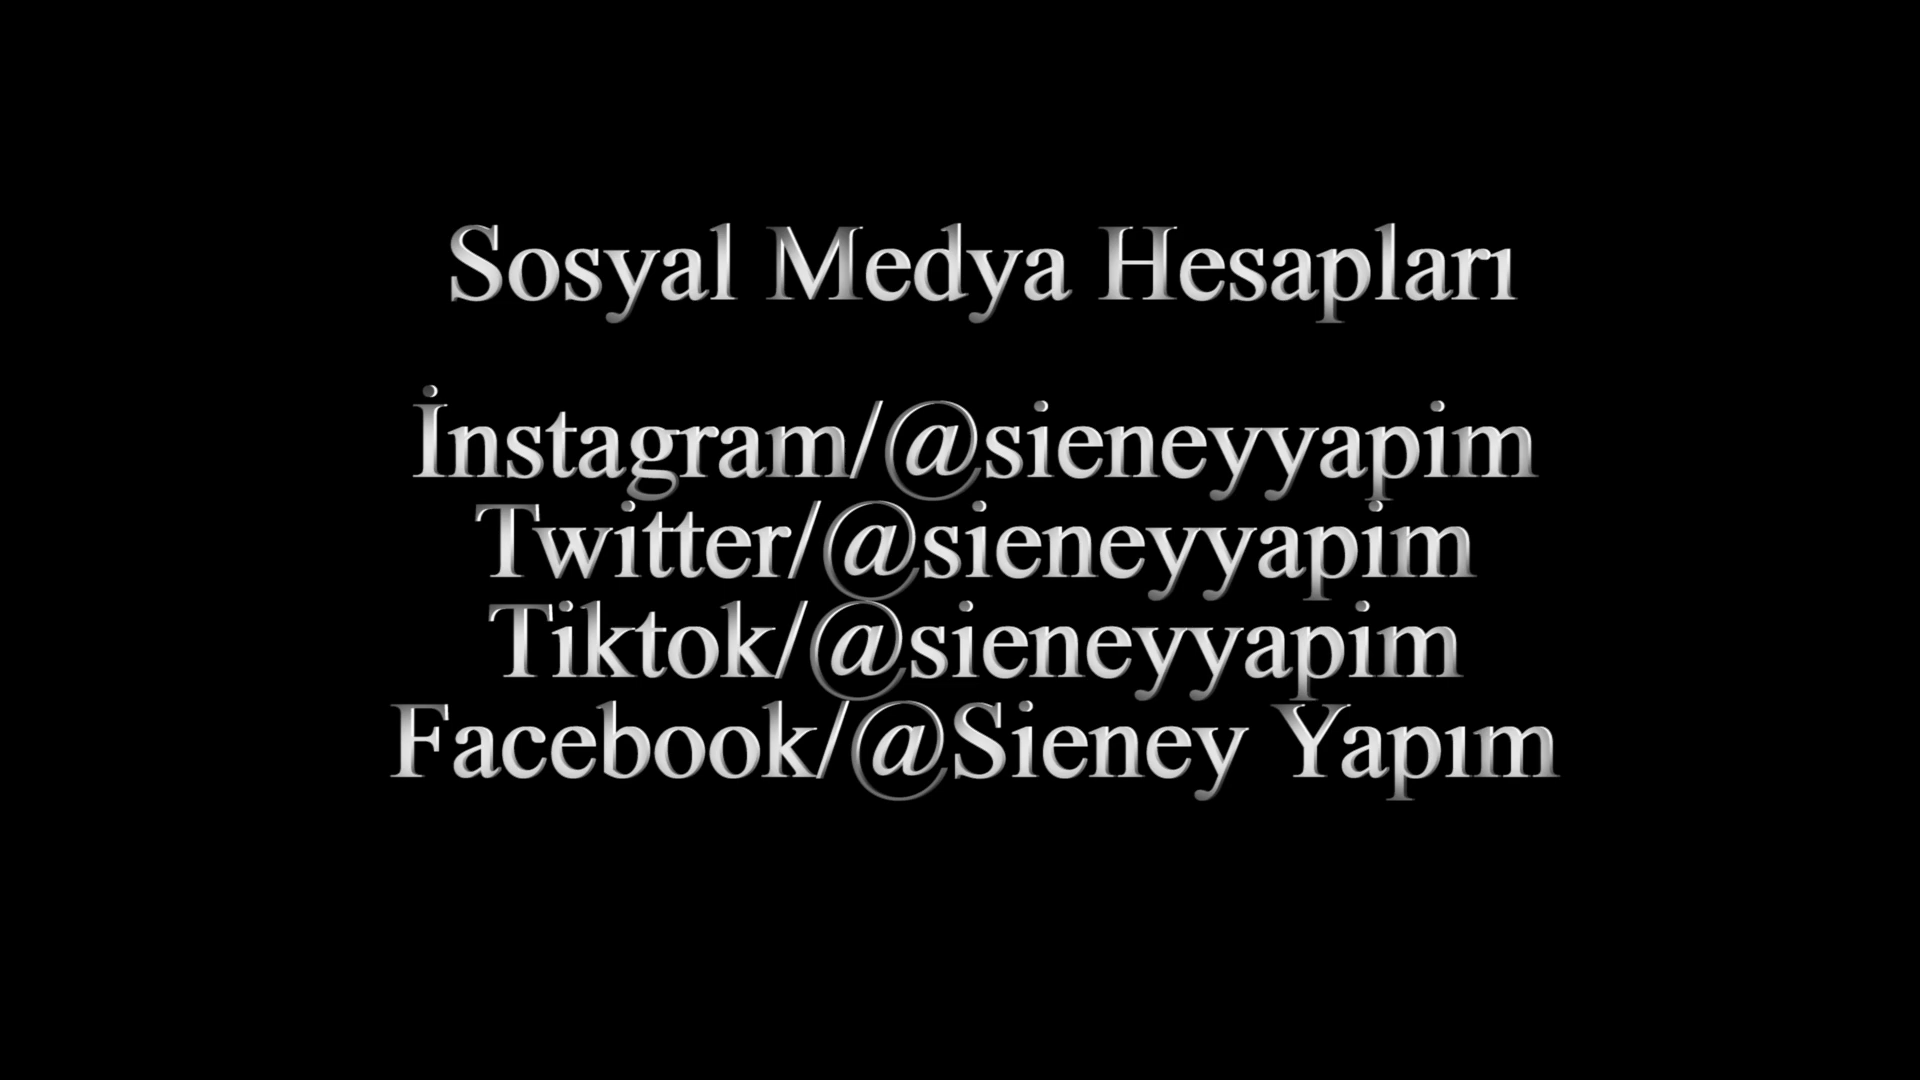 Sosyal Medya Hesapları
İnstagram/@sieneyyapim
Twitter/@sieneyyapim
Tiktok/@sieneyyapim
Facebook/@Sieney Yapım